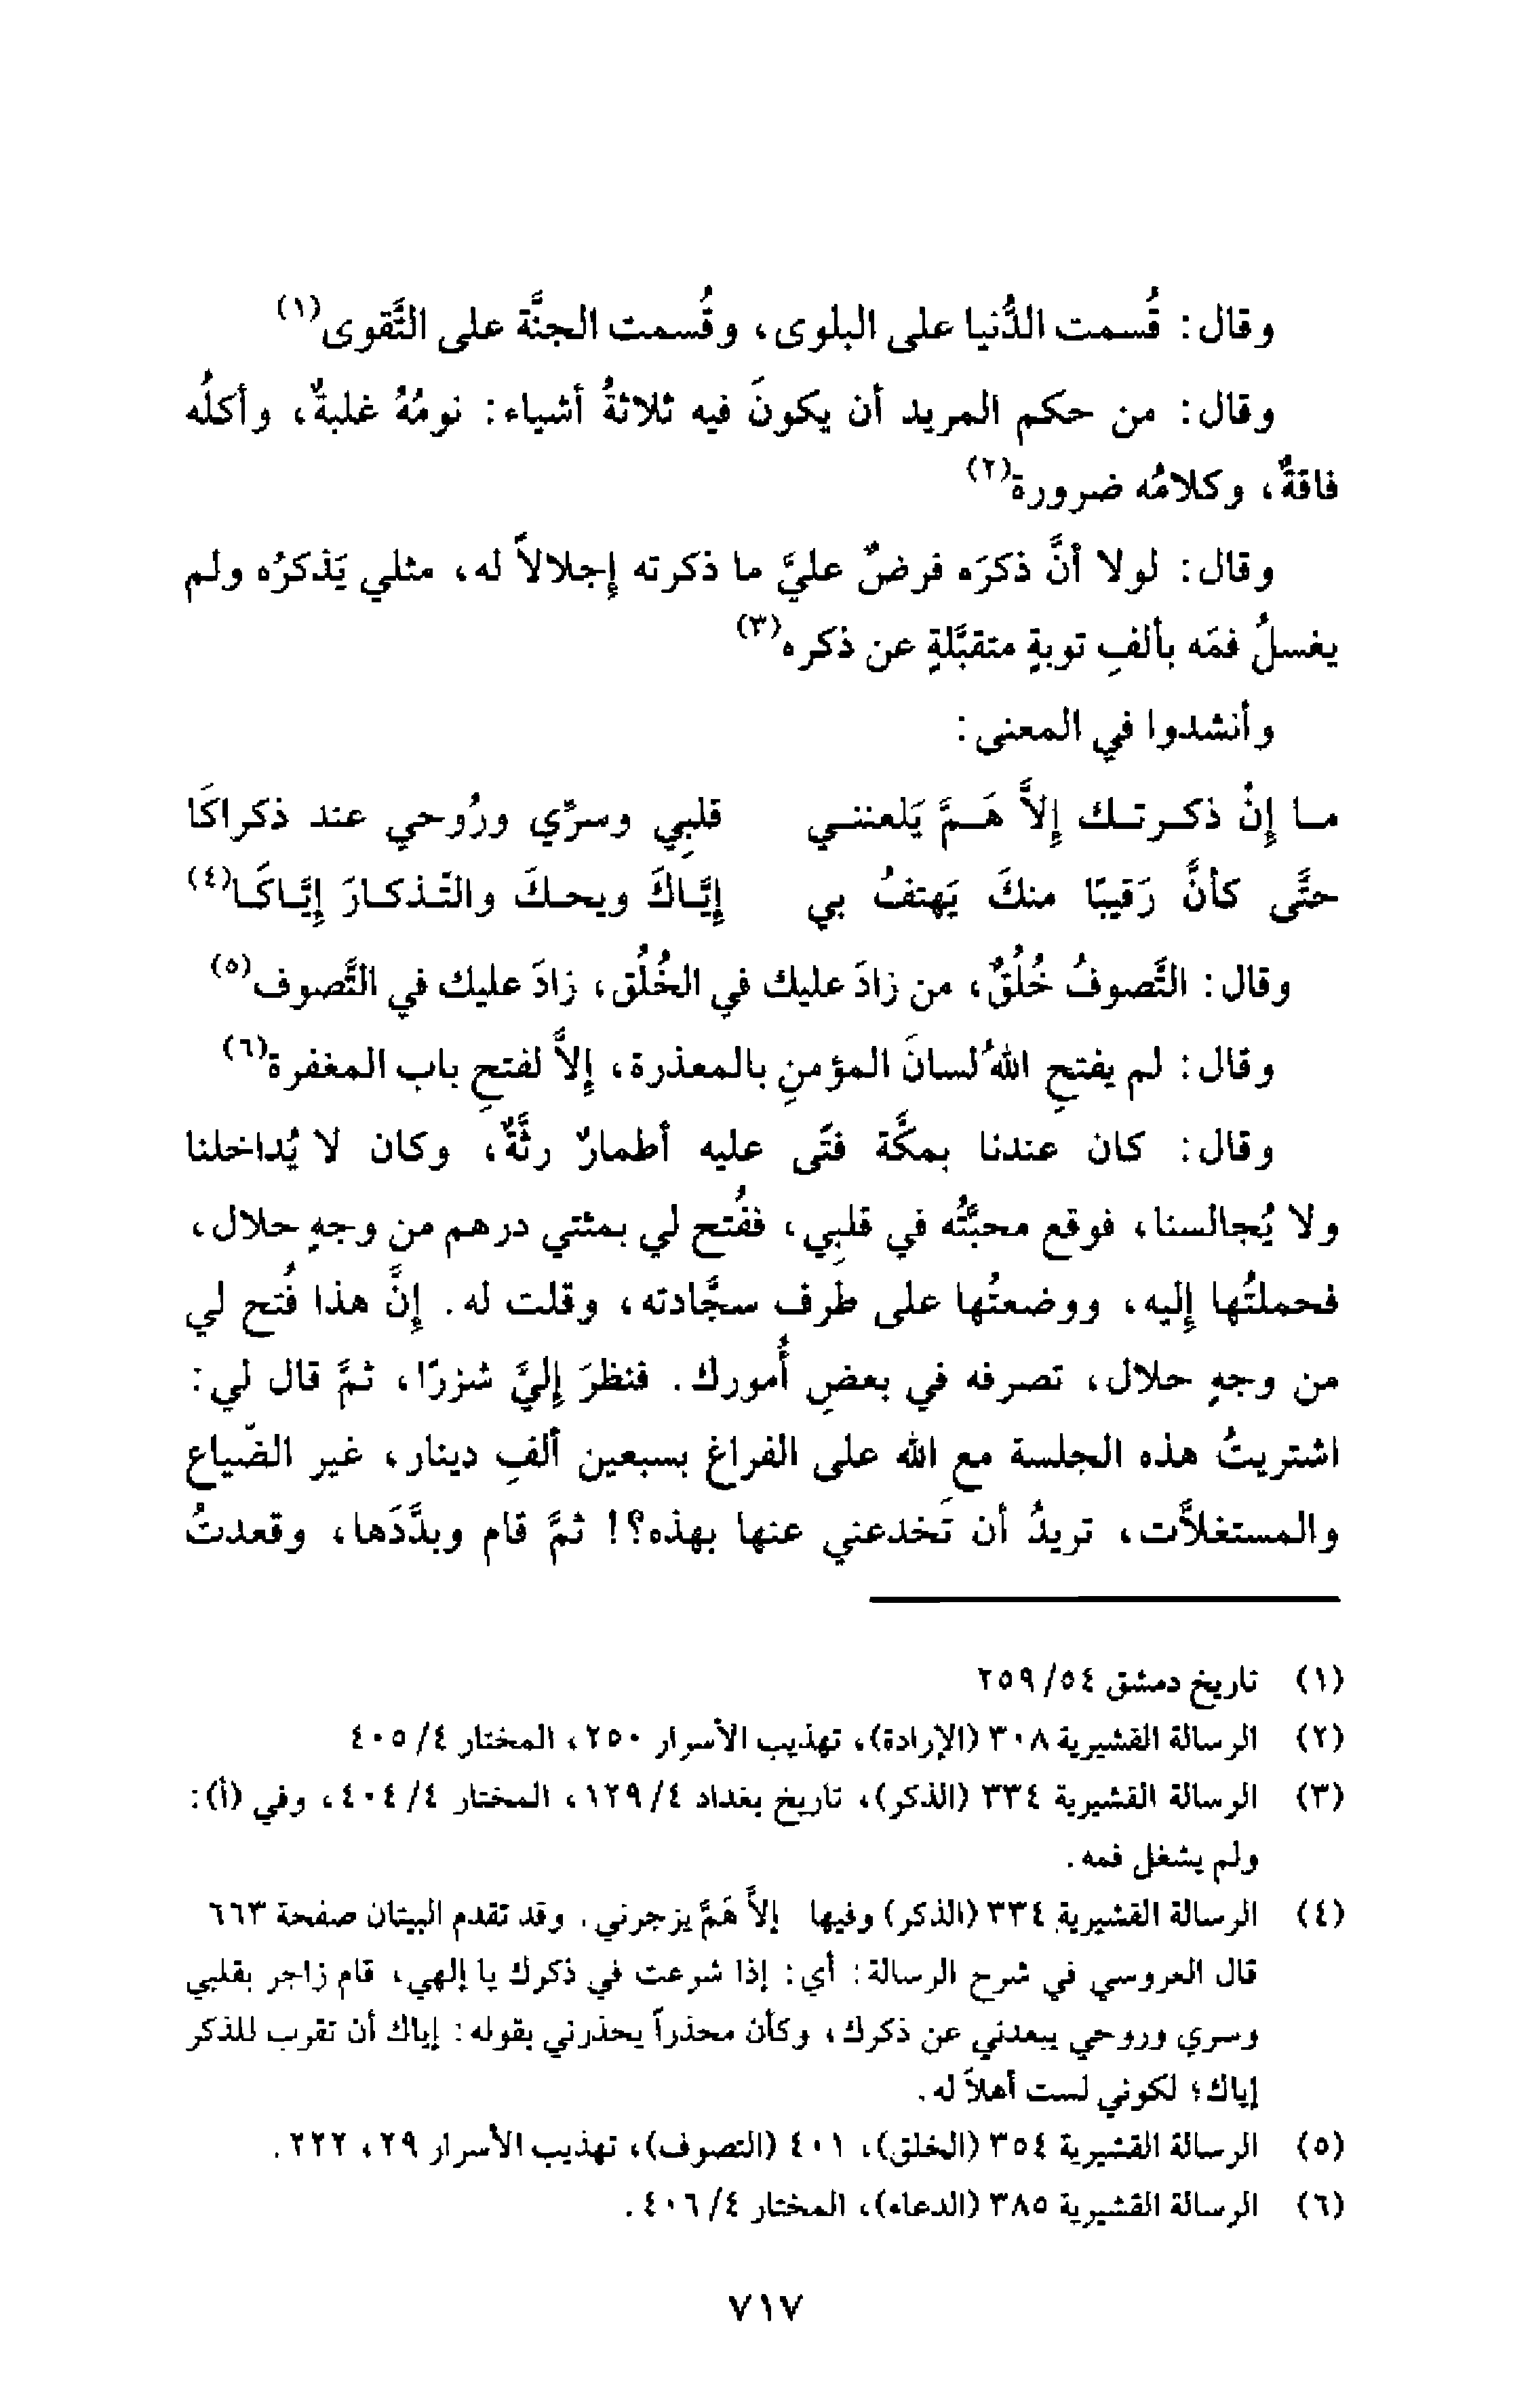 وقال: قُسمت الدُّنيا على البلوى، وقُسمت الجنَّة على التَّقوى(١)
وقال: من حكم المريد أن يكونَ فيه ثلاثةُ أشياء: نومُهُ غلبةٌ، وأكلُه
فاقةٌ، وكلامُه ضرورة(٢)
وقال: لولا أنَّ ذكرَه فرضٌ عليَّ ما ذكرته إجلالاً له، مثلي يَذكرُه ولم
يغسلُ فمَه بألفِ توبةٍ متقبَّلةٍ عن ذكره(٣)
وأنشدوا في المعنى:
مـا إنْ ذكـرتـك إلاَّ هَـمَّ يَلعننـي قلبِي وسرِّي ورُوحي عند ذكراكَا
حتَّى كأنَّ رَقيبًا منكَ يَهتفُ بي إيَّـاكَ ويحـكَ والتَّـذكـارَ إيَّـاكَـا(٤)
وقال: التَّصوفُ خُلُقٌ، من زادَ عليك في الخُلُق، زادَ عليك في التَّصوف(٥)
وقال: لم يفتحِ اللهُ لسانَ المؤمنِ بالمعذرة، إلاَّ لفتحِ باب المغفرة(٦)
وقال: كان عندنا بمكَّة فتًى عليه أطمارٌ رثَّةٌ، وكان لا يُداخلنا
ولا يُجالسنا، فوقع محبَّتُه في قلبِي، ففُتح لي بمئتي درهم من وجهٍ حلال،
فحملتُها إليه، ووضعتُها على طرف سجَّادته، وقلت له. إنَّ هذا فُتح لي
من وجهٍ حلال، تصرفه في بعضِ أُمورك. فنظرَ إليَّ شزرًا، ثمَّ قال لي:
اشتريتُ هذه الجلسة معِ الله على الفراغ بسبعين ألفِ دينار، غير الضّياع
والمستغلاَّت، تريدُ أن تَخدعني عنها بهذه؟! ثمَّ قام وبدَّدَها، وقعدتُ
(١) تاريخ دمشق ٥٤/ ٢٥٩
(٢) الرسالة القشيرية ٣٠٨ (الإرادة)، تهذيب الأسرار ٢٥٠، المختار ٤/ ٤٠٥
(٣) الرسالة القشيرية ٣٣٤ (الذكر)، تاريخ بغداد ٤/ ١٢٩، المختار ٤/ ٤٠٤، وفي (أ):
ولم يشغل فمه.
(٤) الرسالة القشيرية ٣٣٤ (الذكر) وفيها إلاَّ هَمَّ يزجرني. وقد تقدم البيتان صفحة ٦٦٣
قال العروسي في شرح الرسالة: أي: إذا شرعت في ذكرك يا إلهي، قام زاجر بقلبي
وسري وروحي يبعدني عن ذكرك، وكأن محذراً يحذرني بقوله: إياك أن تقرب للذكر
إياك؛ لكوني لست أهلاً له.
(٥) الرسالة القشيرية ٣٥٤ (الخلق)، ٤٠١ (التصوف)، تهذيب الأسرار ٢٩، ٢٢٢.
(٦) الرسالة القشيرية ٣٨٥ (الدعاء)، المختار ٤/ ٤٠٦.
٧١٧